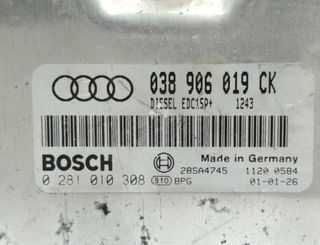 038 906 019 CK
DIESEL EDC15P+ 1243
BOSCH
Made in Germany
28SA4745 1120 0584
0 281 010 308 810 BPG 01-01-26